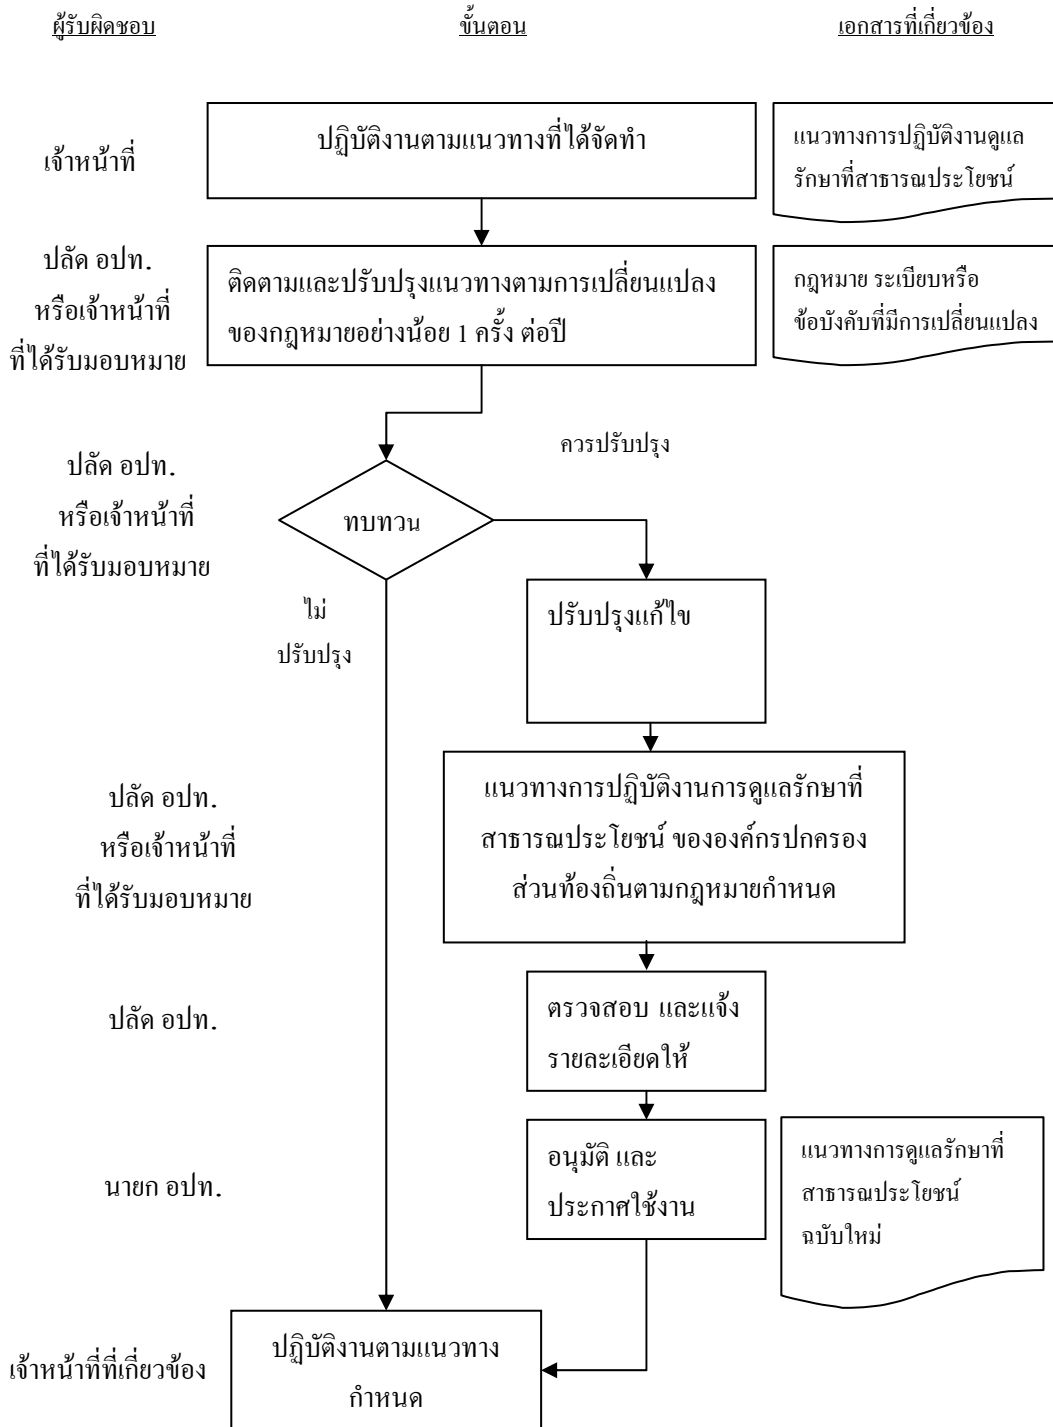 ผู้รับผิดชอบ
ขั้นตอน
เอกสารที่เกี่ยวข้อง
เจ้าหน้าที่
ปฏิบัติงานตามแนวทางที่ได้จัดทำ
แนวทางการปฏิบัติงานดูแล
รักษาที่สาธารณประโยชน์
ปลัด อปท.
หรือเจ้าหน้าที่
ที่ได้รับมอบหมาย
ติดตามและปรับปรุงแนวทางตามการเปลี่ยนแปลง
ของกฎหมายอย่างน้อย 1 ครั้ง ต่อปี
กฎหมาย ระเบียบหรือ
ข้อบังคับที่มีการเปลี่ยนแปลง
ปลัด อปท.
หรือเจ้าหน้าที่
ที่ได้รับมอบหมาย
ทบทวน
ควรปรับปรุง
ไม่
ปรับปรุง
ปรับปรุงแก้ไข
ปลัด อปท.
หรือเจ้าหน้าที่
ที่ได้รับมอบหมาย
แนวทางการปฏิบัติงานการดูแลรักษาที่
สาธารณประโยชน์ ขององค์กรปกครอง
ส่วนท้องถิ่นตามกฎหมายกำหนด
ปลัด อปท.
ตรวจสอบ และแจ้ง
รายละเอียดให้
นายก อปท.
อนุมัติ และ
ประกาศใช้งาน
แนวทางการดูแลรักษาที่
สาธารณประโยชน์
ฉบับใหม่
เจ้าหน้าที่ที่เกี่ยวข้อง
ปฏิบัติงานตามแนวทาง
กำหนด